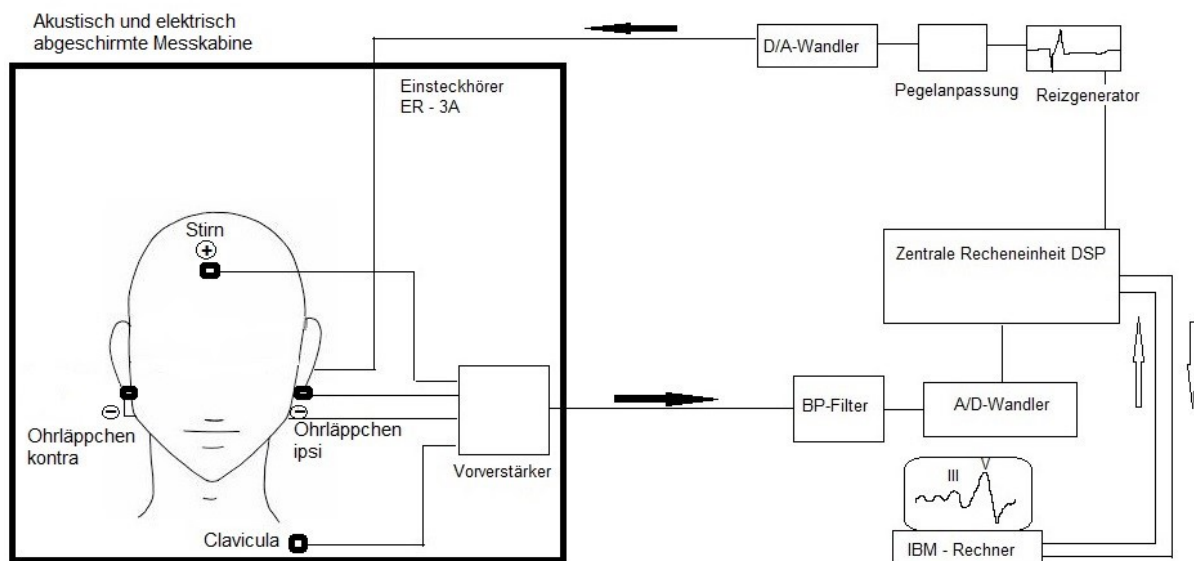 Akustisch und elektrisch
abgeschirmte Messkabine
Einsteckhörer
ER - 3A
D/A-Wandler
Pegelanpassung
Reizgenerator
Stirn
+
Zentrale Recheneinheit DSP
−
Ohrläppchen
kontra
−
Ohrläppchen
ipsi
Vorverstärker
BP-Filter
A/D-Wandler
III
V
Clavicula
IBM - Rechner